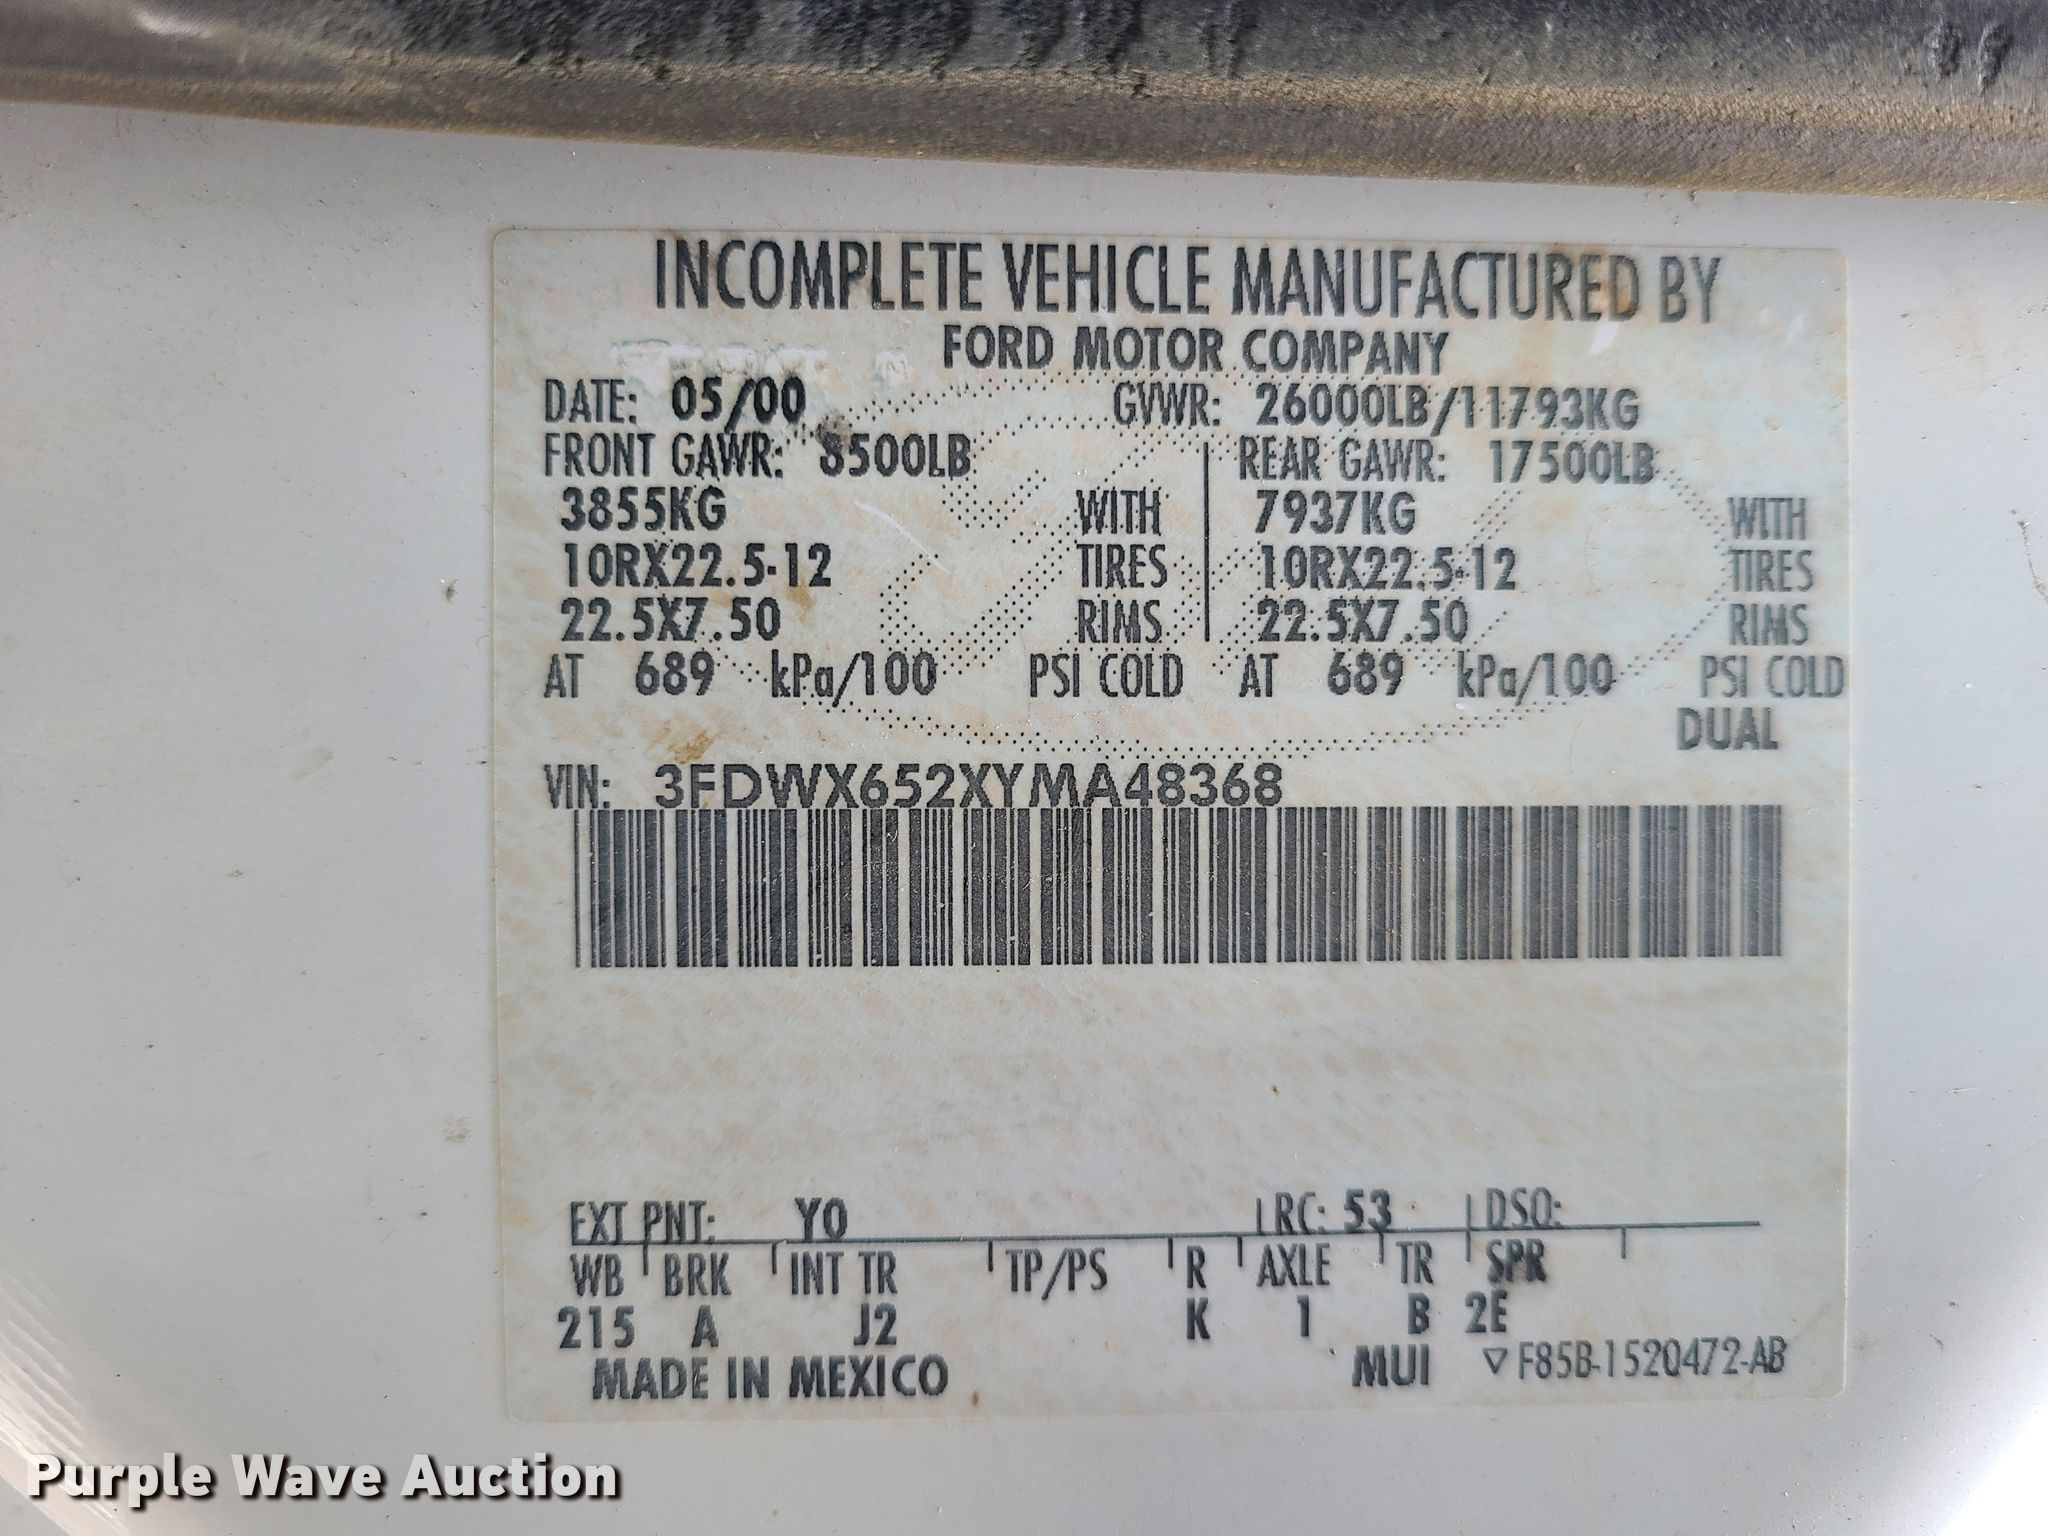 INCOMPLETE VEHICLE MANUFACTURED BY
FORD MOTOR COMPANY
DATE: 05/00 GVWR: 26000LB/11793KG
FRONT GAWR: 8500LB REAR GAWR: 17500LB
3855KG WITH 7937KG WITH
10RX22.5-12 TIRES 10RX22.5-12 TIRES
22.5X7.50 RIMS 22.5X7.50 RIMS
AT 689 kPa/100 PSI COLD AT 689 kPa/100 PSI COLD
DUAL
VIN: 3FDWX652XYMA48368
EXT PNT: YO RC: 53 DSO:
WB BRK INT TR TP/PS R AXLE TR SPR
215 A J2 K 1 B 2E
MADE IN MEXICO MUI ▽ F85B-1520472-AB
Purple Wave Auction